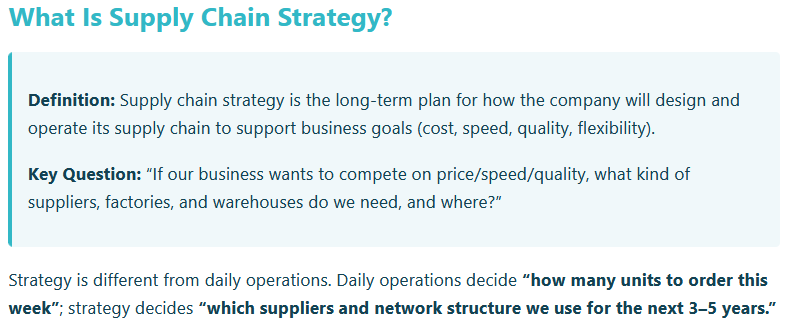 What Is Supply Chain Strategy?
Definition: Supply chain strategy is the long-term plan for how the company will design and
operate its supply chain to support business goals (cost, speed, quality, flexibility).
Key Question: “If our business wants to compete on price/speed/quality, what kind of
suppliers, factories, and warehouses do we need, and where?”
Strategy is different from daily operations. Daily operations decide “how many units to order this
week”; strategy decides “which suppliers and network structure we use for the next 3–5 years.”